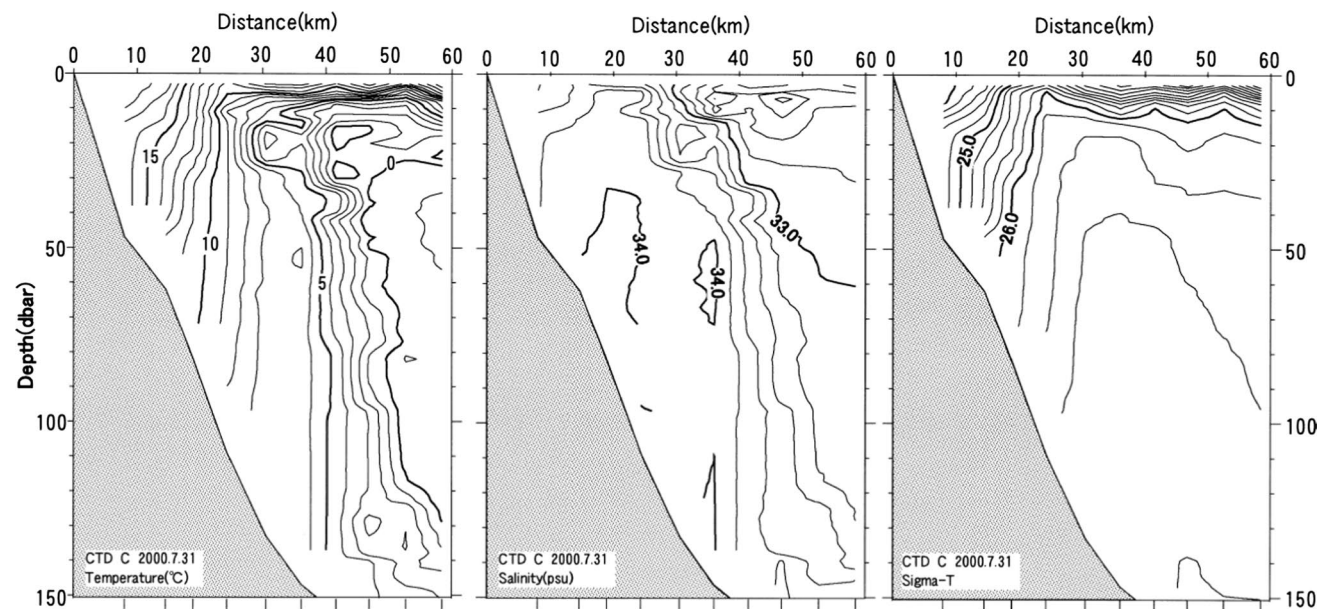 Distance(km)
0 10 20 30 40 50 60
Distance(km)
0 10 20 30 40 50 60
Distance(km)
0 10 20 30 40 50 60
Depth(dbar)
0
50
100
150
15
10
5
0
CTD C 2000.7.31
Temperature(℃)
34.0
34.0
33.0
CTD C 2000.7.31
Salinity(psu)
25.0
26.0
CTD C 2000.7.31
Sigma-T
0
50
100
150